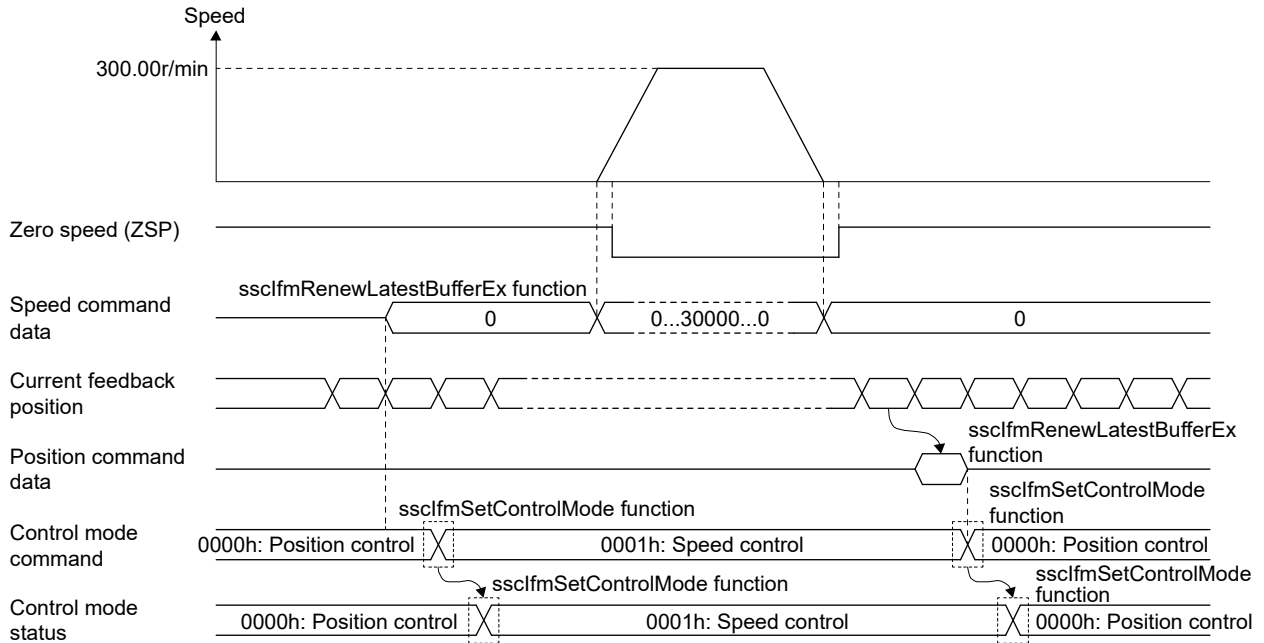 Speed
300.00r/min
Zero speed (ZSP)
sscIfmRenewLatestBufferEx function
Speed command
data
0
0...30000...0
0
Current feedback
position
sscIfmRenewLatestBufferEx
function
Position command
data
sscIfmSetControlMode
function
sscIfmSetControlMode function
Control mode
command
0000h: Position control
0001h: Speed control
0000h: Position control
sscIfmSetControlMode function
sscIfmSetControlMode
function
Control mode
status
0000h: Position control
0001h: Speed control
0000h: Position control